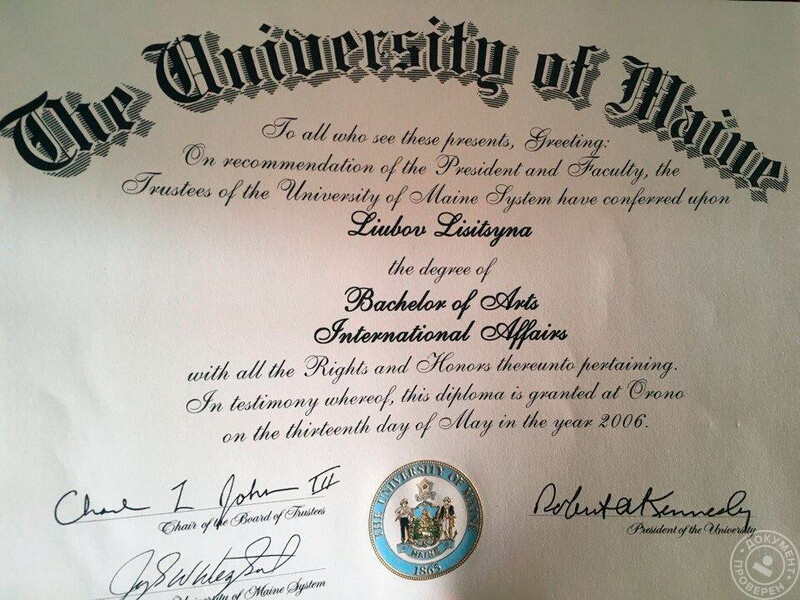 The University of Maine
To all who see these presents, Greeting:
On recommendation of the President and Faculty, the
Trustees of the University of Maine System have conferred upon
Liubov Lisitsyna
the degree of
Bachelor of Arts
International Affairs
with all the Rights and Honors thereunto pertaining.
In testimony whereof, this diploma is granted at Orono
on the thirteenth day of May in the year 2006.
Chair of the Board of Trustees
THE UNIVERSITY OF MAINE
MAINE
1865
Robert A Kennedy
President of the University
University of Maine System
ДОКУМЕНТ
ПРОВЕРЕН